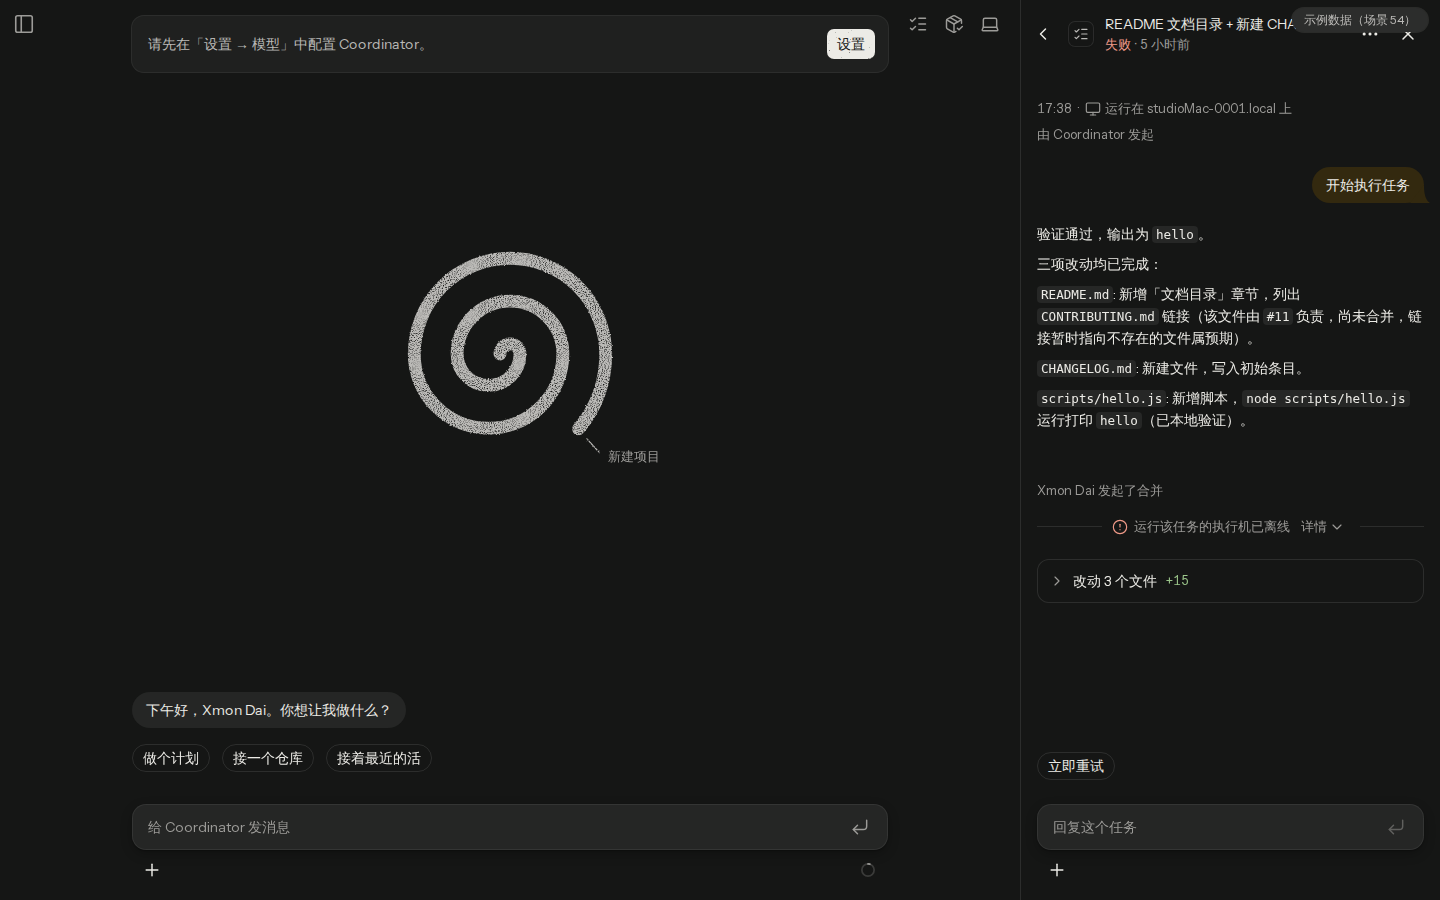 请先在「设置 → 模型」中配置 Coordinator。
设置
新建项目
下午好，Xmon Dai。你想让我做什么？
做个计划
接一个仓库
接着最近的活
给 Coordinator 发消息
README 文档目录 + 新建 CHA
示例数据（场景 54）
失败 · 5 小时前
17:38 · 运行在 studioMac-0001.local 上
由 Coordinator 发起
开始执行任务
验证通过，输出为 hello。
三项改动均已完成：
README.md: 新增「文档目录」章节，列出
CONTRIBUTING.md 链接（该文件由 #11 负责，尚未合并，链
接暂时指向不存在的文件属预期）。
CHANGELOG.md: 新建文件，写入初始条目。
scripts/hello.js: 新增脚本，node scripts/hello.js
运行打印 hello（已本地验证）。
Xmon Dai 发起了合并
运行该任务的执行机已离线 详情
改动 3 个文件 +15
立即重试
回复这个任务